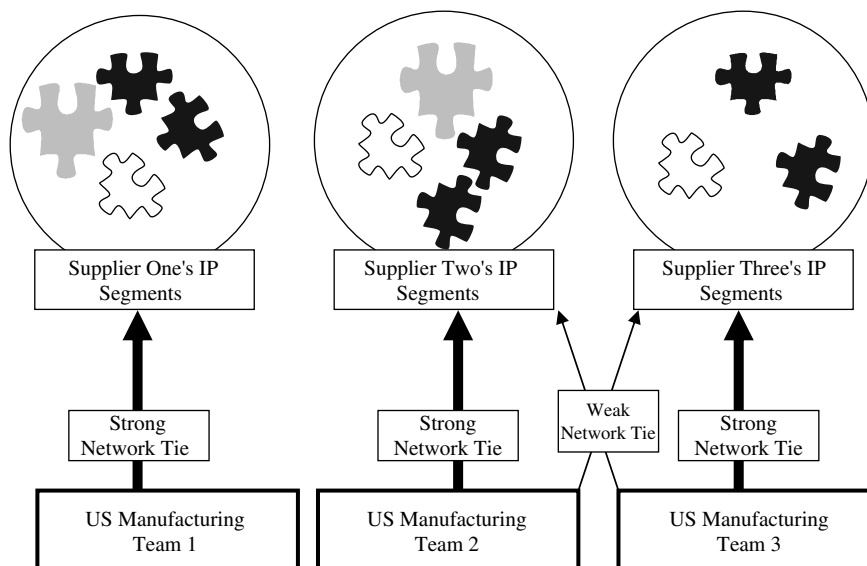 Supplier One's IP
Segments
Supplier Two's IP
Segments
Supplier Three's IP
Segments
Strong
Network Tie
Strong
Network Tie
Weak
Network Tie
Strong
Network Tie
US Manufacturing
Team 1
US Manufacturing
Team 2
US Manufacturing
Team 3